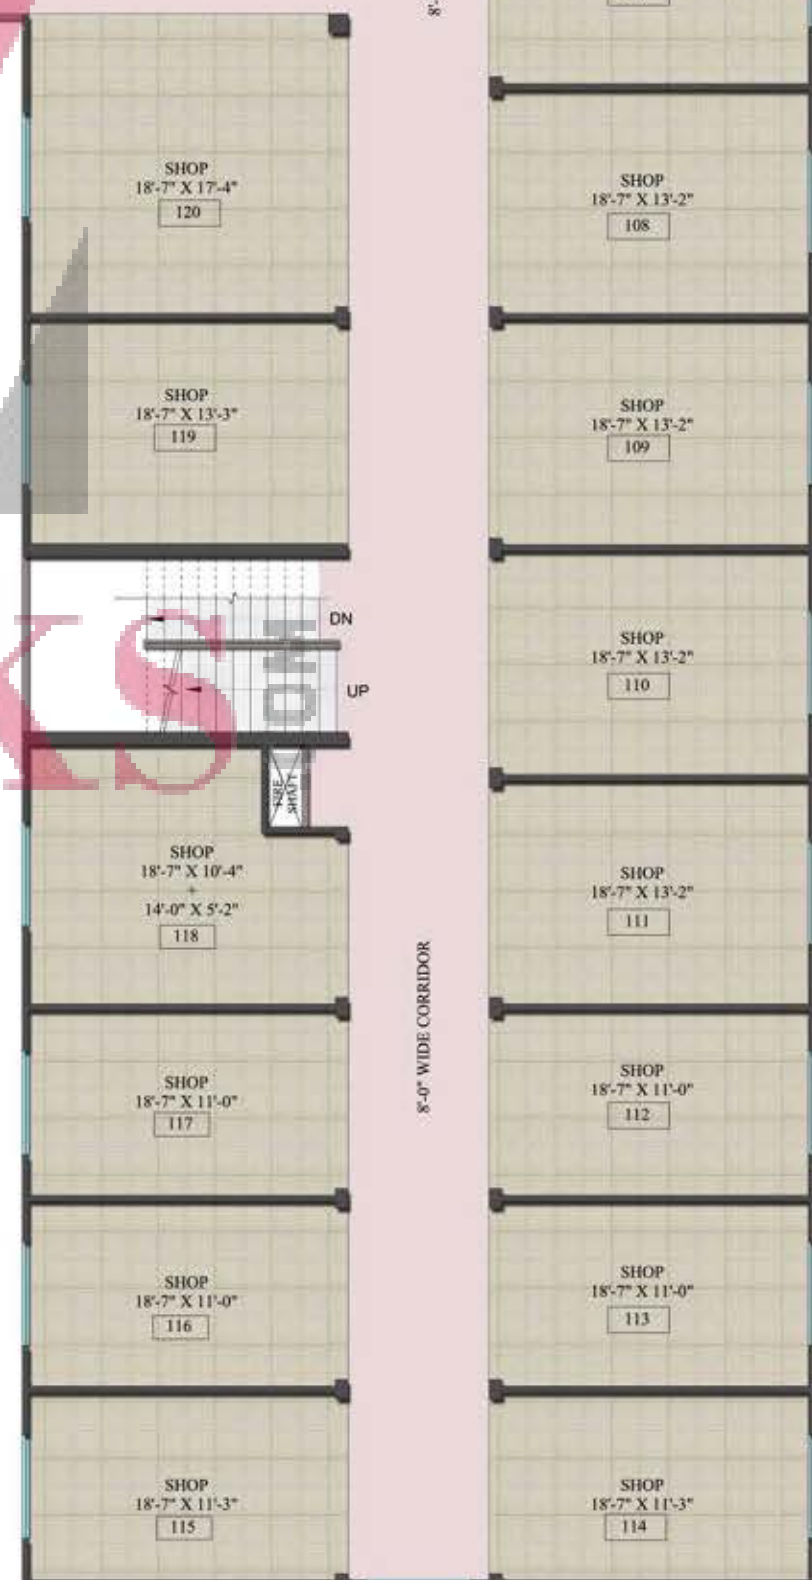 8'-
SHOP
18'-7" X 17'-4"
120
SHOP
18'-7" X 13'-2"
108
SHOP
18'-7" X 13'-3"
119
SHOP
18'-7" X 13'-2"
109
DN
UP
KS
.COM
SHOP
18'-7" X 13'-2"
110
FIRE
SHAFT
SHOP
18'-7" X 10'-4"
+
14'-0" X 5'-2"
118
SHOP
18'-7" X 13'-2"
111
8'-0" WIDE CORRIDOR
SHOP
18'-7" X 11'-0"
117
SHOP
18'-7" X 11'-0"
112
SHOP
18'-7" X 11'-0"
116
SHOP
18'-7" X 11'-0"
113
SHOP
18'-7" X 11'-3"
115
SHOP
18'-7" X 11'-3"
114